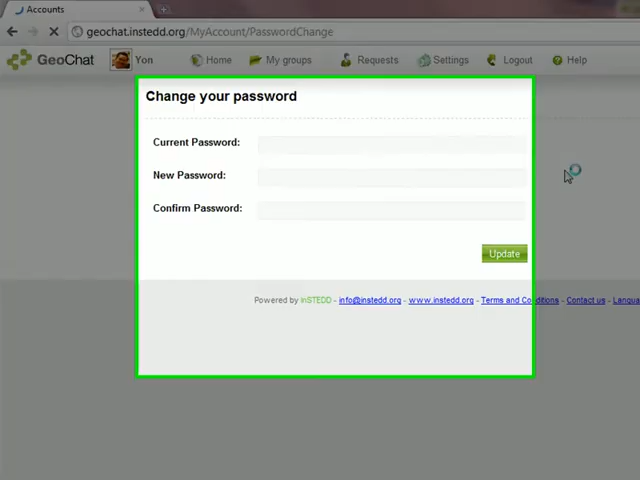 Accounts
geochat.instedd.org/MyAccount/PasswordChange
GeoChat Yon Home My groups Requests Settings Logout Help
Change your password
Current Password:
New Password:
Confirm Password:
Update
Powered by InSTEDD - info@instedd.org - www.instedd.org - Terms and Conditions - Contact us -